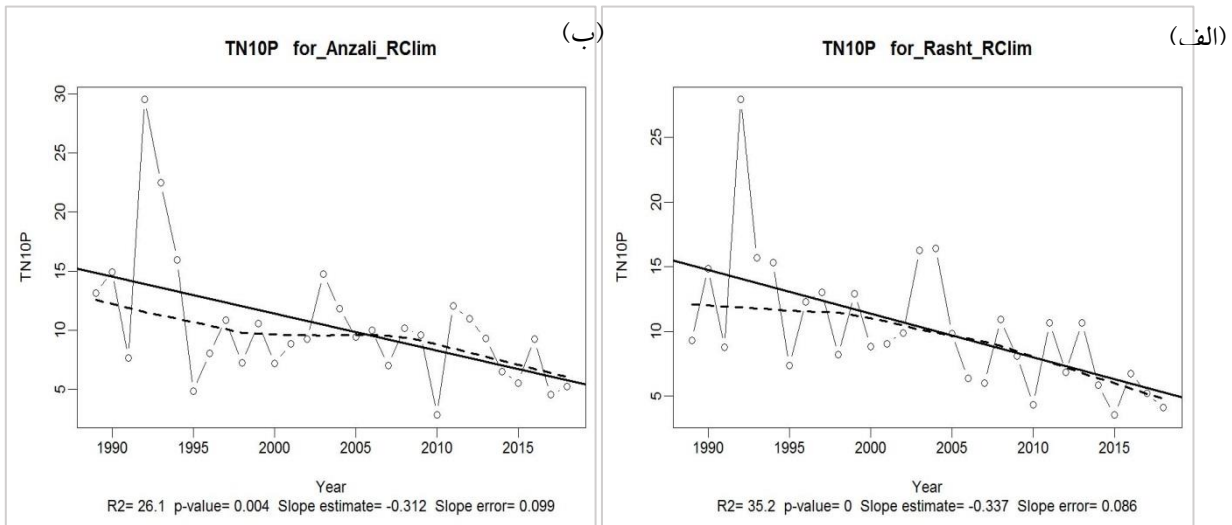 (ب)
TN10P for_Anzali_RClim
TN10P
30
25
20
15
10
5
1990 1995 2000 2005 2010 2015
Year
R2= 26.1 p-value= 0.004 Slope estimate= -0.312 Slope error= 0.099
(الف)
TN10P for_Rasht_RClim
TN10P
25
20
15
10
5
1990 1995 2000 2005 2010 2015
Year
R2= 35.2 p-value= 0 Slope estimate= -0.337 Slope error= 0.086